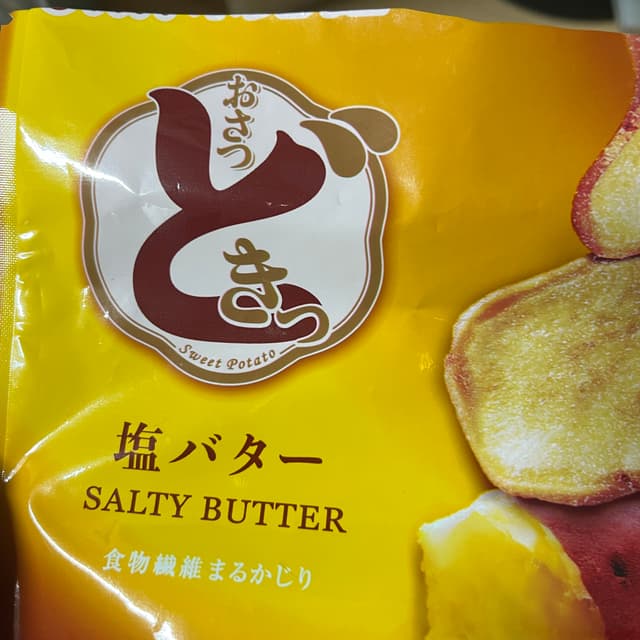 おさつ
どきっ
Sweet Potato
塩バター
SALTY BUTTER
食物繊維まるかじり